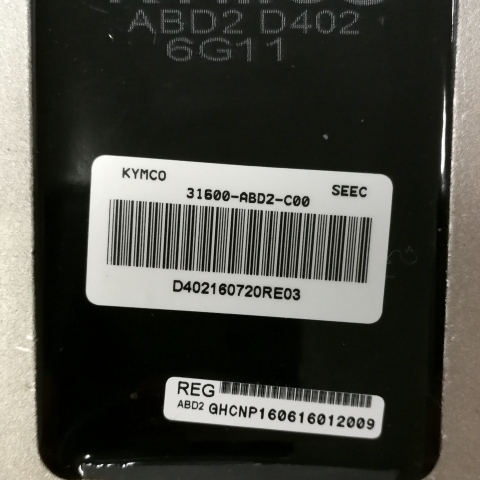 ABD2 D402
6G11
KYMCO
SEEC
31600-ABD2-C00
D402160720RE03
REG
ABD2 GHCNP160616012009